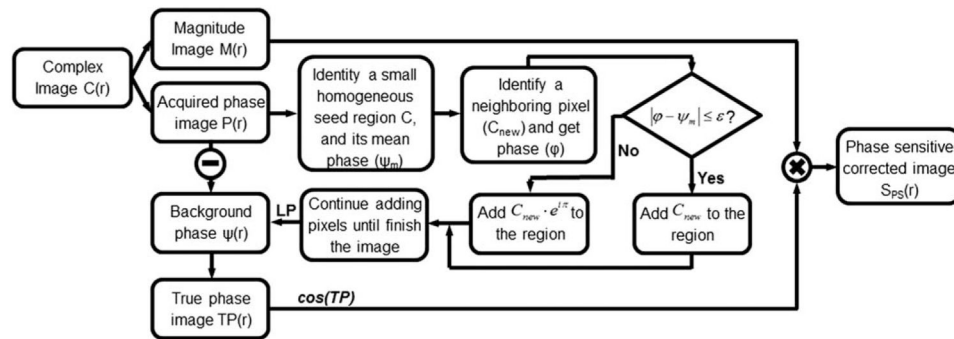 Complex
Image C(r)
Magnitude
Image M(r)
Acquired phase
image P(r)
Identity a small
homogeneous
seed region C,
and its mean
phase (ψm)
Identify a
neighboring pixel
(Cnew) and get
phase (φ)
|φ − ψm| ≤ ε?
No
Yes
Add Cnew · e^iπ to
the region
Add Cnew to the
region
Continue adding
pixels until finish
the image
LP
Background
phase ψ(r)
True phase
image TP(r)
cos(TP)
Phase sensitive
corrected image
SPS(r)